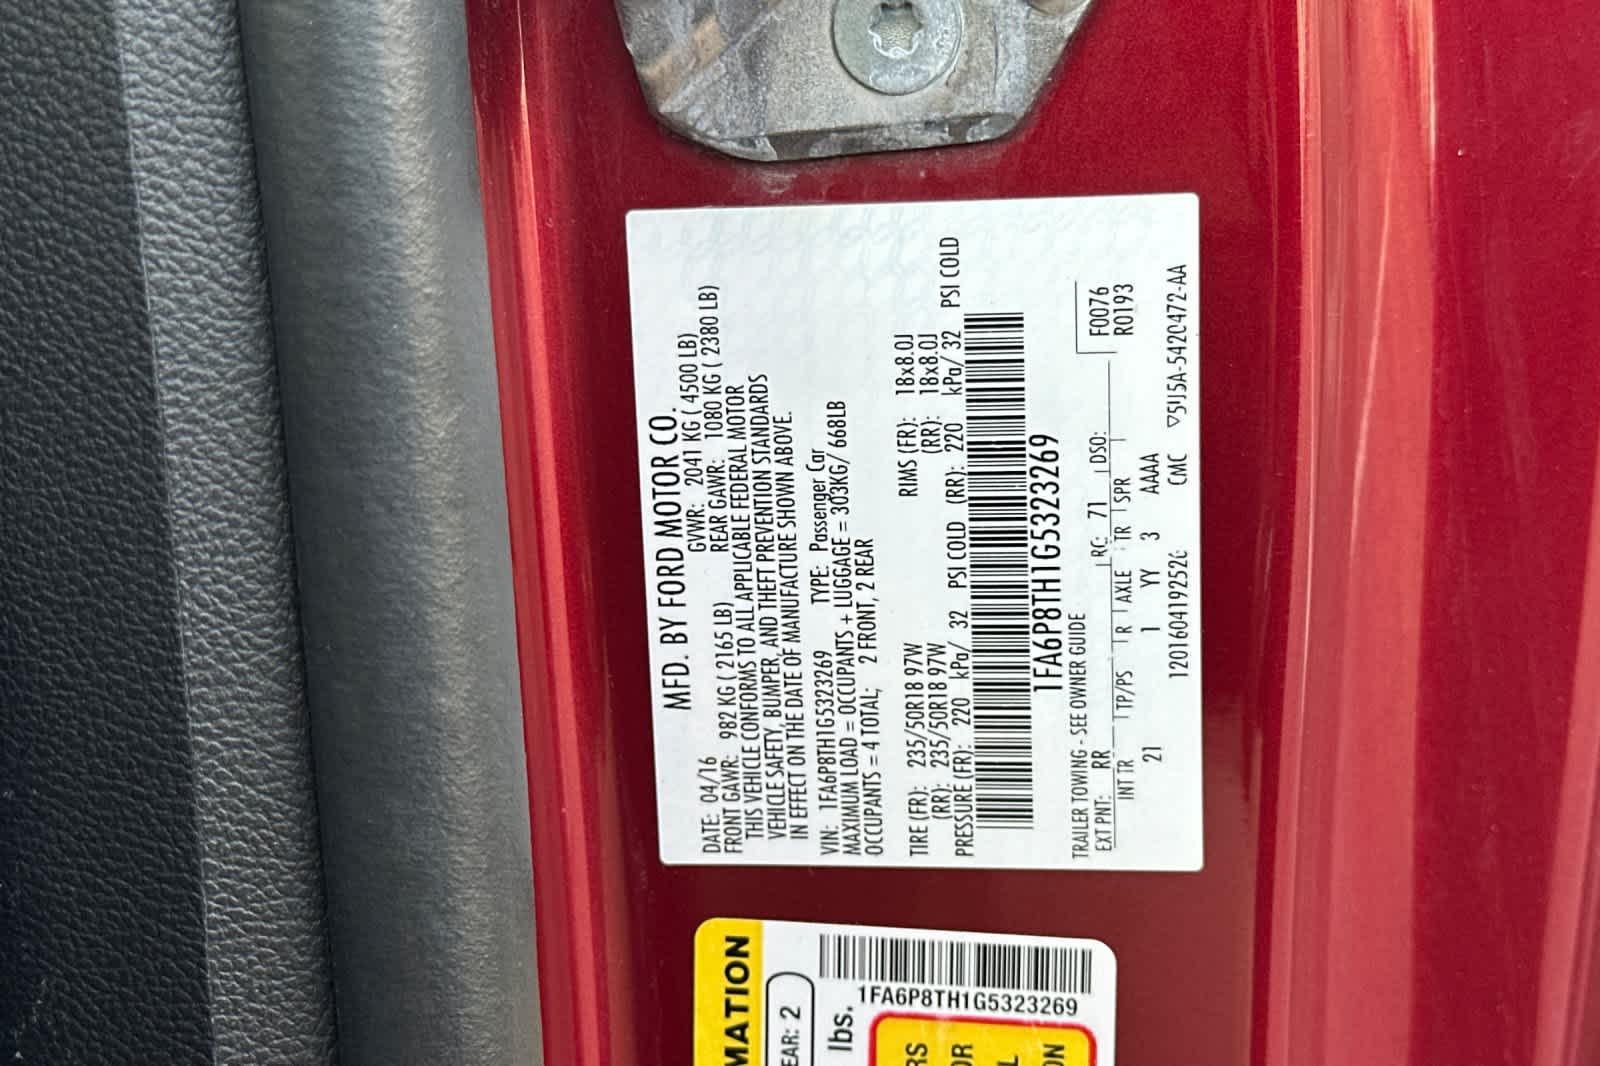 MFD. BY FORD MOTOR CO.
DATE: 04/16 GVWR: 2041 KG ( 4500 LB)
FRONT GAWR: 982 KG ( 2165 LB) REAR GAWR: 1080 KG ( 2380 LB)
THIS VEHICLE CONFORMS TO ALL APPLICABLE FEDERAL MOTOR
VEHICLE SAFETY, BUMPER, AND THEFT PREVENTION STANDARDS
IN EFFECT ON THE DATE OF MANUFACTURE SHOWN ABOVE.
VIN: 1FA6P8TH1G5323269 TYPE: Passenger Car
MAXIMUM LOAD = OCCUPANTS + LUGGAGE = 303KG/ 668LB
OCCUPANTS = 4 TOTAL; 2 FRONT, 2 REAR
TIRE (FR): 235/50R18 97W RIMS (FR): 18x8.0J
(RR): 235/50R18 97W (RR): 18x8.0J
PRESSURE (FR): 220 kPa/ 32 PSI COLD (RR): 220 kPa/ 32 PSI COLD
1FA6P8TH1G5323269
TRAILER TOWING - SEE OWNER GUIDE
EXT PNT: RR RC: 71 DSO: F0076
R0193
INT TR TP/PS R AXLE TR SPR
21 1 YY 3 AAAA
120160419252C CMC ▽5U5A-5420472-AA
MATION
EAR: 2
lbs.
1FA6P8TH1G5323269
RS
OR
L
ON